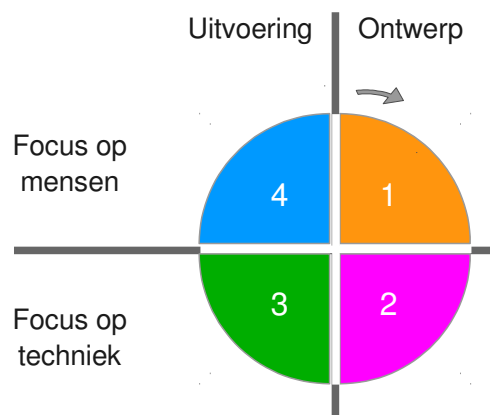 Uitvoering Ontwerp
Focus op
mensen
4 1
3 2
Focus op
techniek